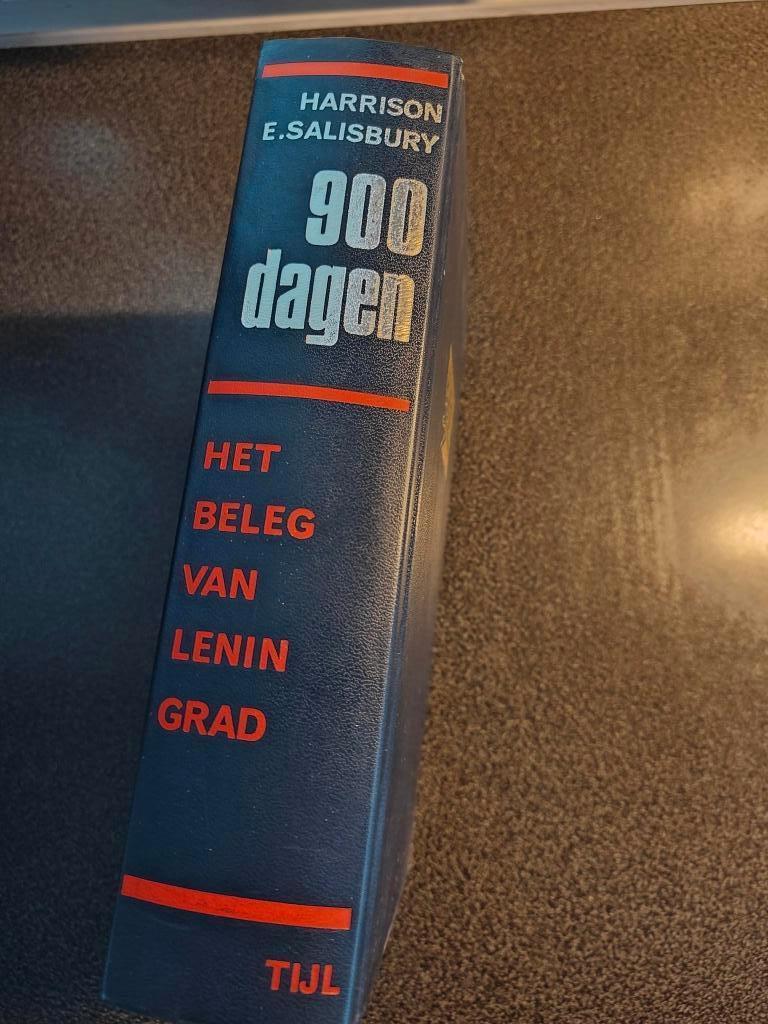 HARRISON
E.SALISBURY
900
dagen
HET
BELEG
VAN
LENIN
GRAD
TIJL